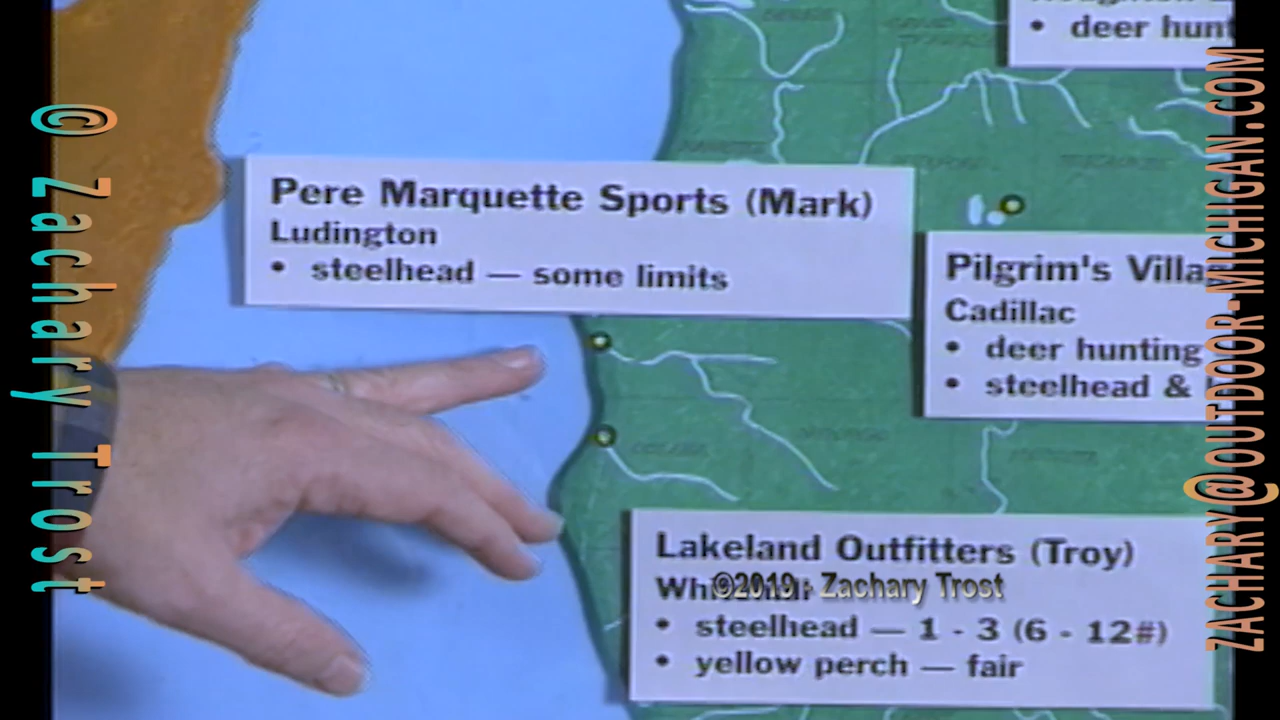 • deer hunt
Pere Marquette Sports (Mark)
Ludington
• steelhead — some limits
Pilgrim's Villa
Cadillac
• deer hunting
• steelhead &
Lakeland Outfitters (Troy)
©2019 - Zachary Trost
• steelhead — 1 - 3 (6 - 12#)
• yellow perch — fair
© Zachary Trost
ZACHARY@OUTDOOR-MICHIGAN.COM